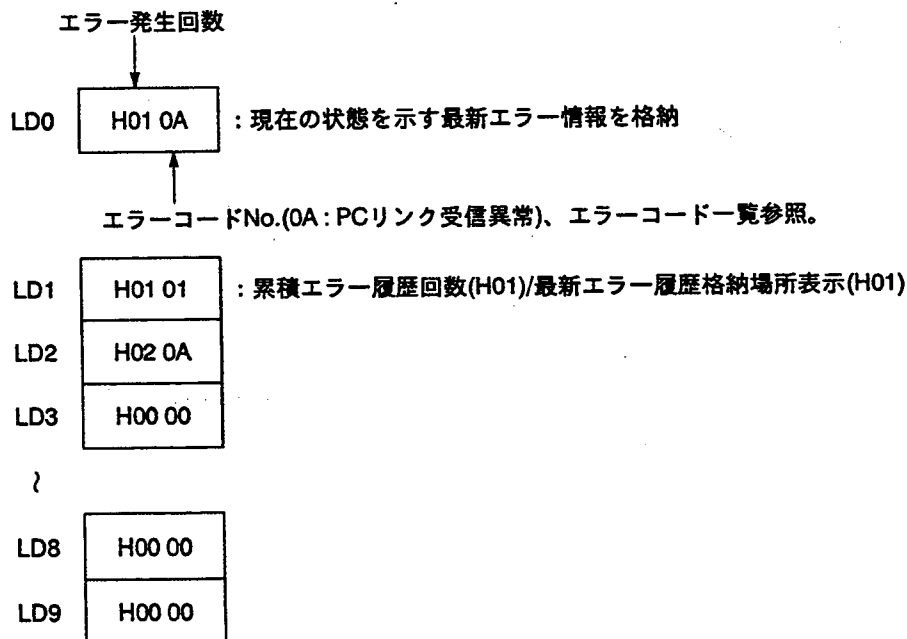 エラー発生回数
LD0 H01 0A :現在の状態を示す最新エラー情報を格納
エラーコードNo.(0A:PCリンク受信異常)、エラーコード一覧参照。
LD1 H01 01 :累積エラー履歴回数(H01)/最新エラー履歴格納場所表示(H01)
LD2 H02 0A
LD3 H00 00
~
LD8 H00 00
LD9 H00 00